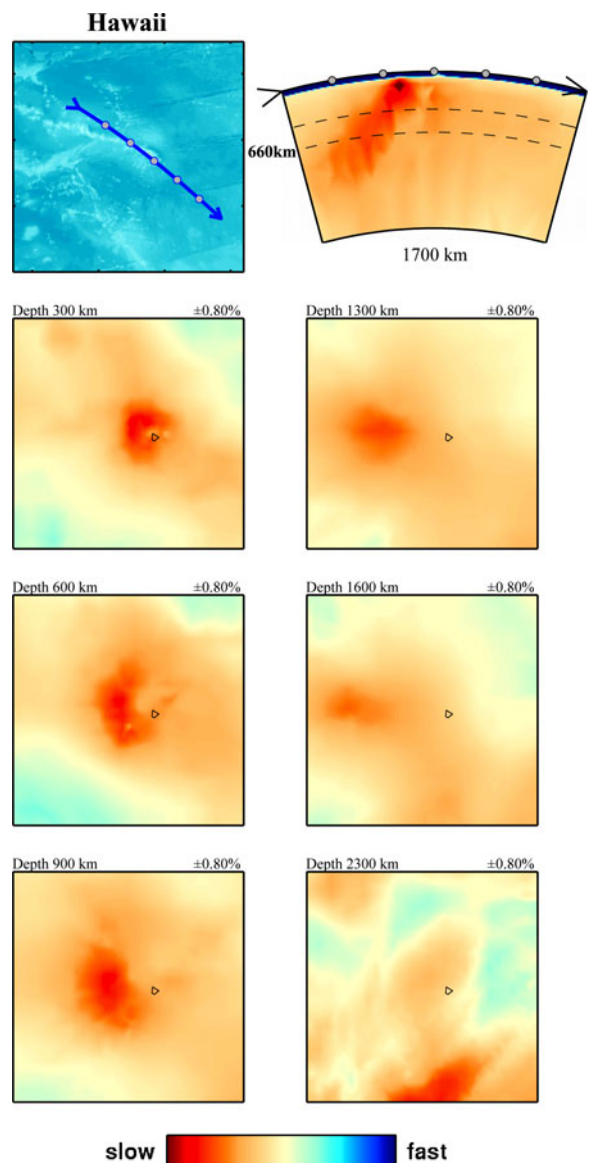 Hawaii
660km
1700 km
Depth 300 km ±0.80%
Depth 1300 km ±0.80%
Depth 600 km ±0.80%
Depth 1600 km ±0.80%
Depth 900 km ±0.80%
Depth 2300 km ±0.80%
slow fast